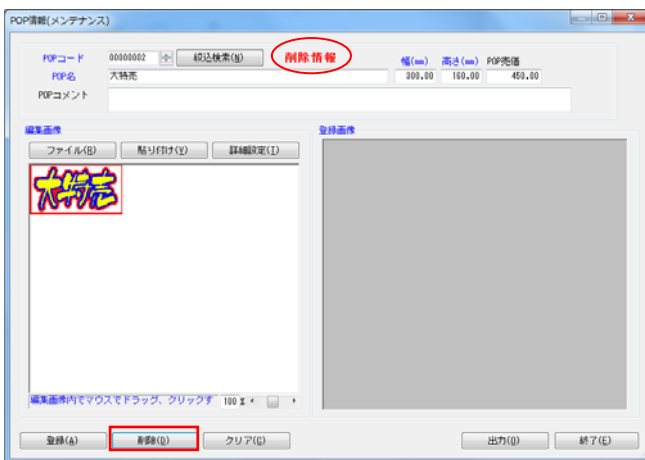 POP情報(メンテナンス)
POPコード 00000002 絞込検索(N) 削除情報 幅(mm) 高さ(mm) POP売価
POP名 大特売 300.00 160.00 450.00
POPコメント
編集画像 登録画像
ファイル(R) 貼り付け(Y) 詳細設定(I)
大特売
編集画像内でマウスでドラッグ、クリックす 100 %
登録(A) 削除(D) クリア(C) 出力(O) 終了(E)